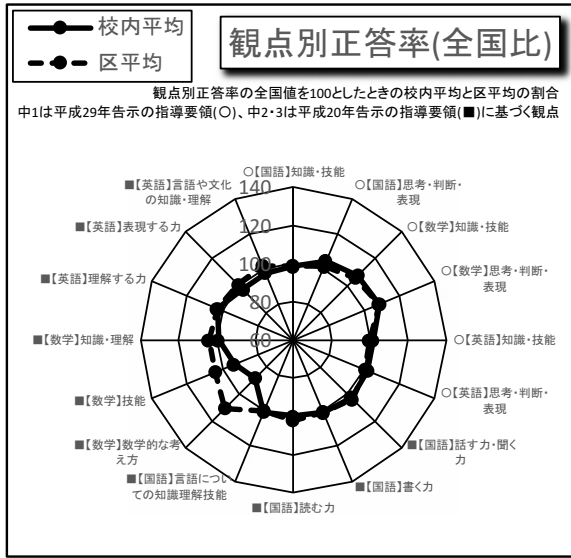 校内平均
区平均
観点別正答率(全国比)
観点別正答率の全国値を100としたときの校内平均と区平均の割合
中1は平成29年告示の指導要領(○)、中2・3は平成20年告示の指導要領(■)に基づく観点
○【国語】知識・技能
○【国語】思考・判断・
表現
○【数学】知識・技能
○【数学】思考・判断・
表現
○【英語】知識・技能
○【英語】思考・判断・
表現
■【国語】話す力・聞く
力
■【国語】書く力
■【国語】読む力
■【国語】言語につい
ての知識理解技能
■【数学】数学的な考
え方
■【数学】技能
■【数学】知識・理解
■【英語】理解する力
■【英語】表現する力
■【英語】言語や文化
の知識・理解
140
120
100
80
60